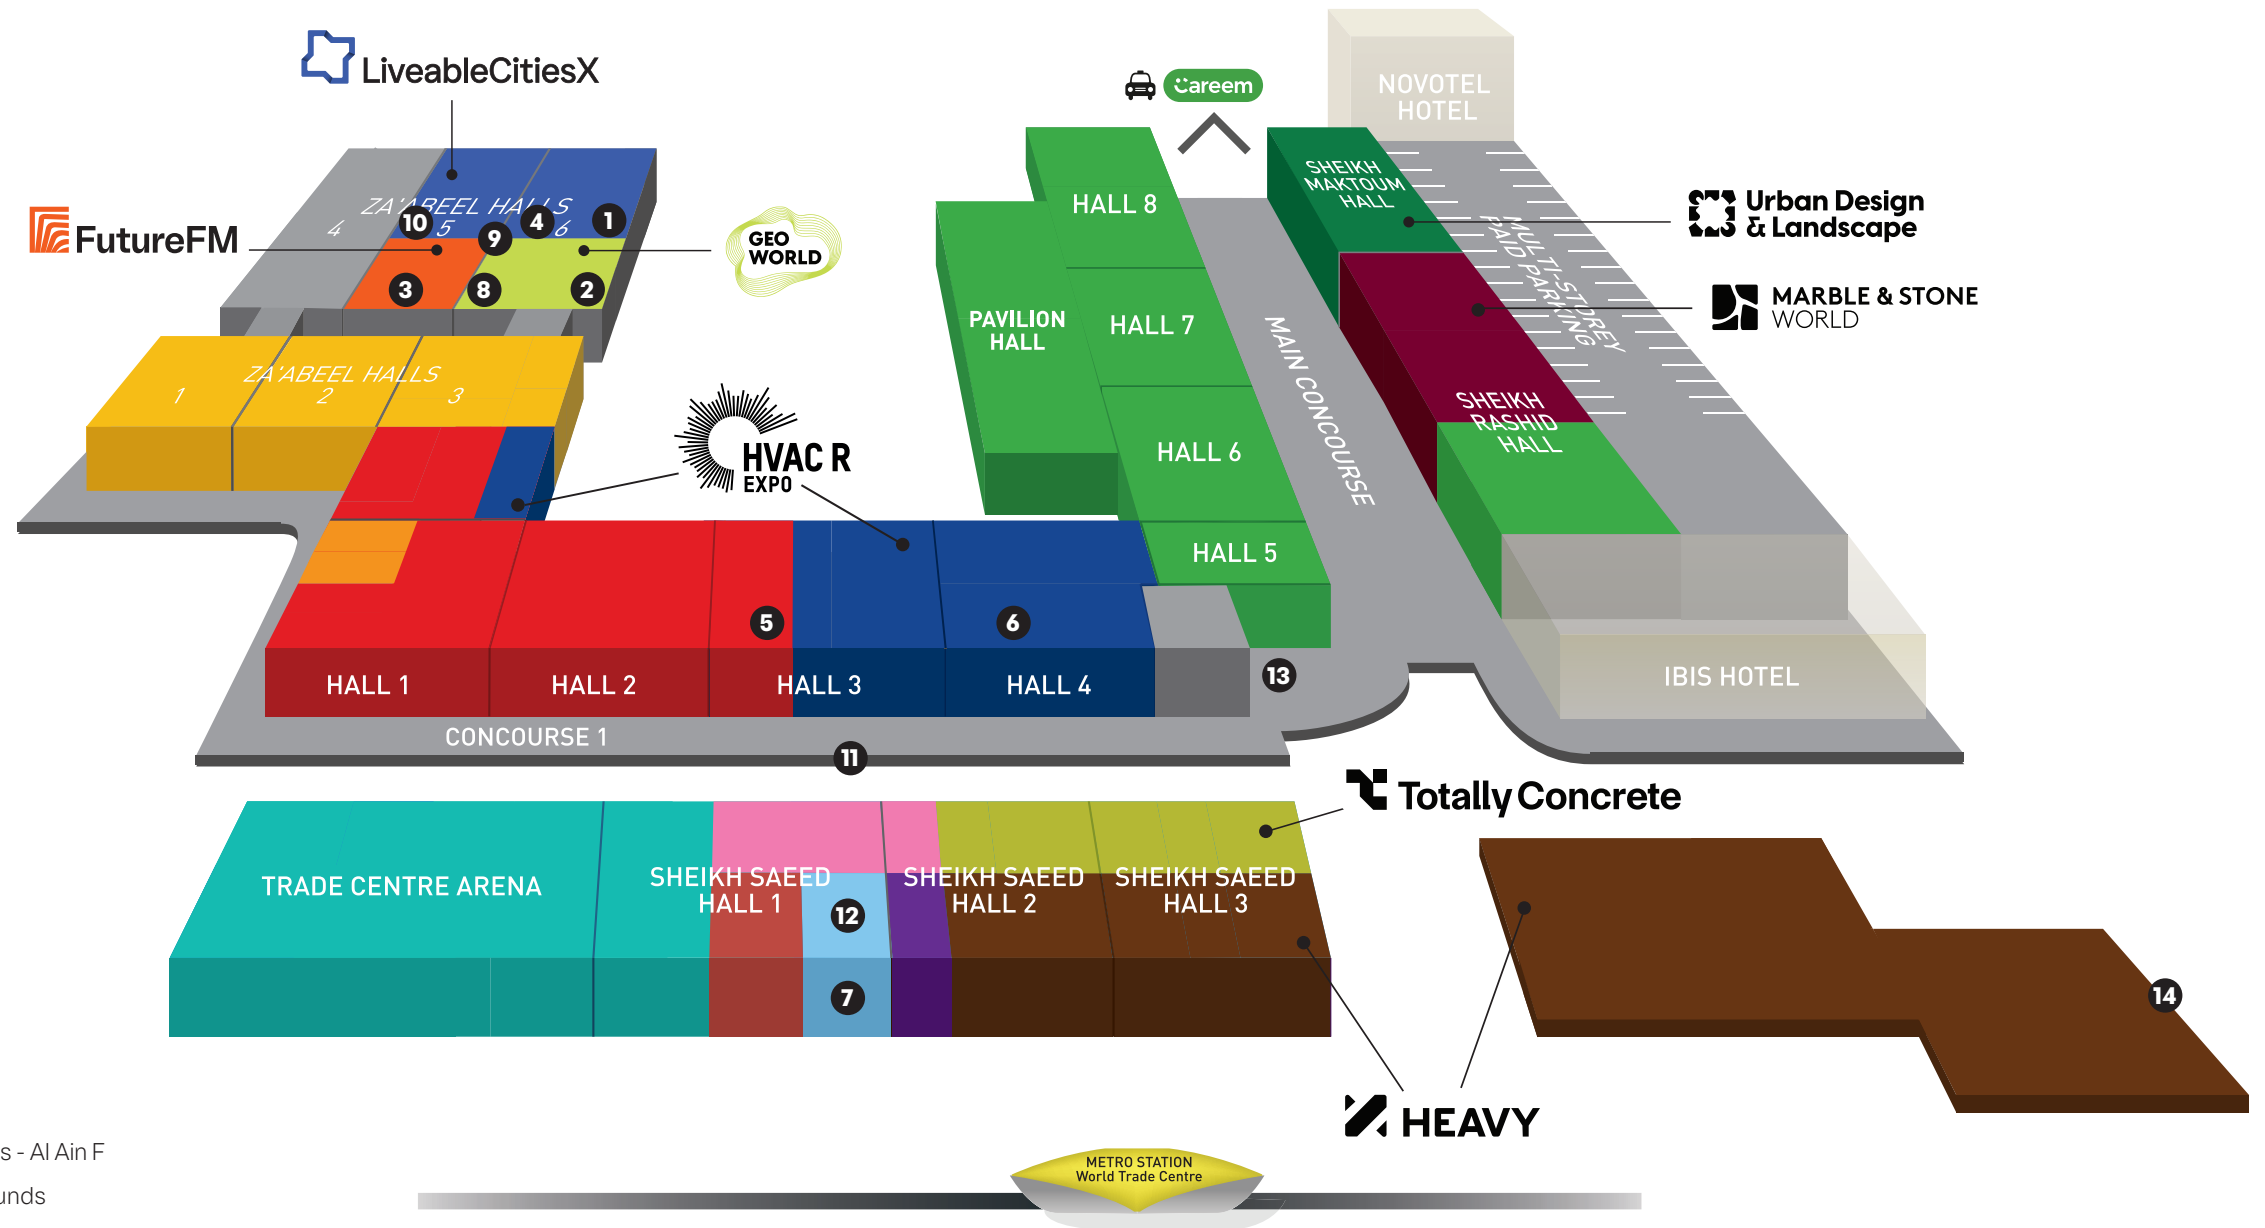 LiveableCitiesX
Careem
NOVOTEL
HOTEL
SHEIKH
MAKTOUM
HALL
Urban Design
& Landscape
FutureFM
ZA'ABEEL HALLS
4
5
6
10
9
4
1
3
8
2
GEO
WORLD
HALL 8
PAVILION
HALL
HALL 7
MAIN CONCOURSE
MULTI-STOREY
PAID PARKING
MARBLE & STONE
WORLD
ZA'ABEEL HALLS
1
2
3
HVAC R
EXPO
HALL 6
SHEIKH
RASHID
HALL
HALL 5
5
6
HALL 1
HALL 2
HALL 3
HALL 4
13
IBIS HOTEL
CONCOURSE 1
11
Totally Concrete
TRADE CENTRE ARENA
SHEIKH SAEED
HALL 1
SHEIKH SAEED
HALL 2
SHEIKH SAEED
HALL 3
12
7
14
HEAVY
s - Al Ain F
unds
METRO STATION
World Trade Centre